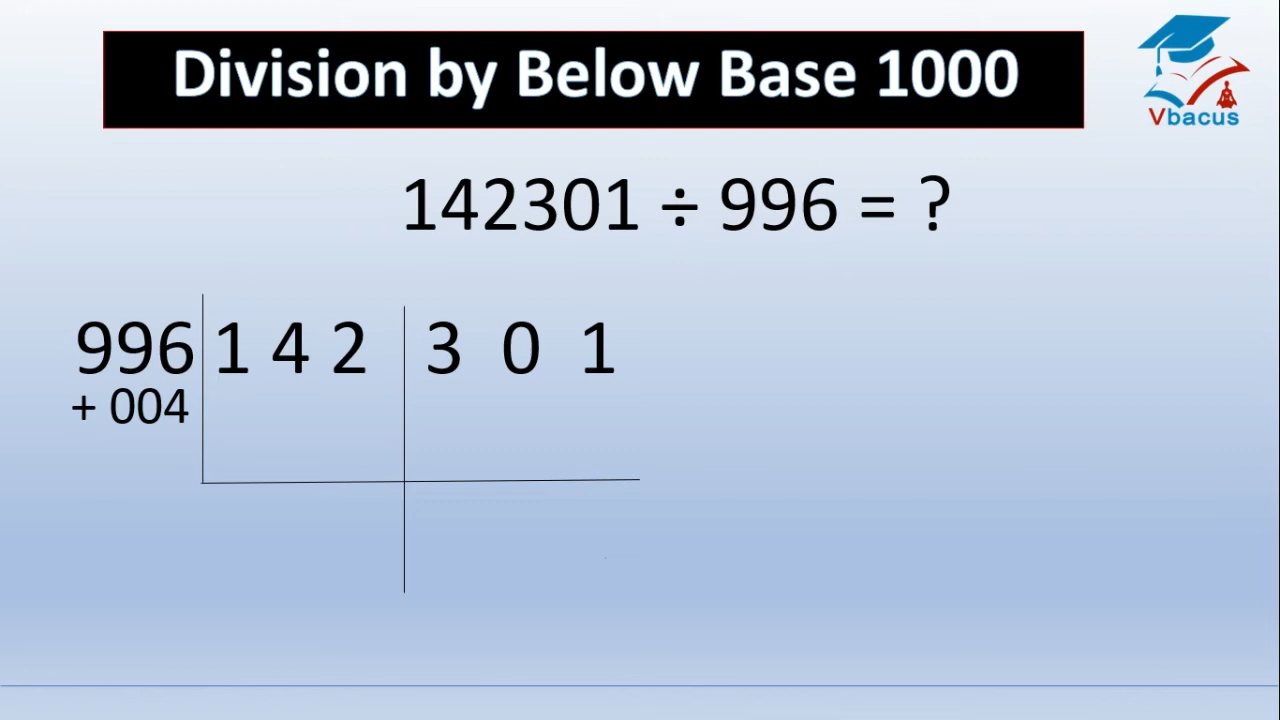 Division by Below Base 1000
Vbacus
142301 ÷ 996 = ?
996 1 4 2 3 0 1
+ 004